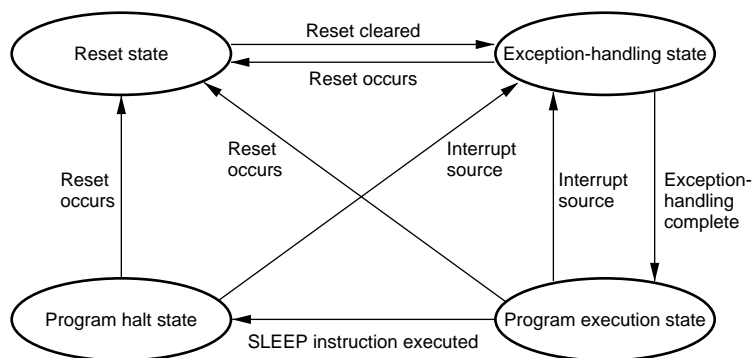 Reset cleared
Reset state
Exception-handling state
Reset occurs
Reset
occurs
Reset
occurs
Interrupt
source
Interrupt
source
Exception-
handling
complete
Program halt state
Program execution state
SLEEP instruction executed